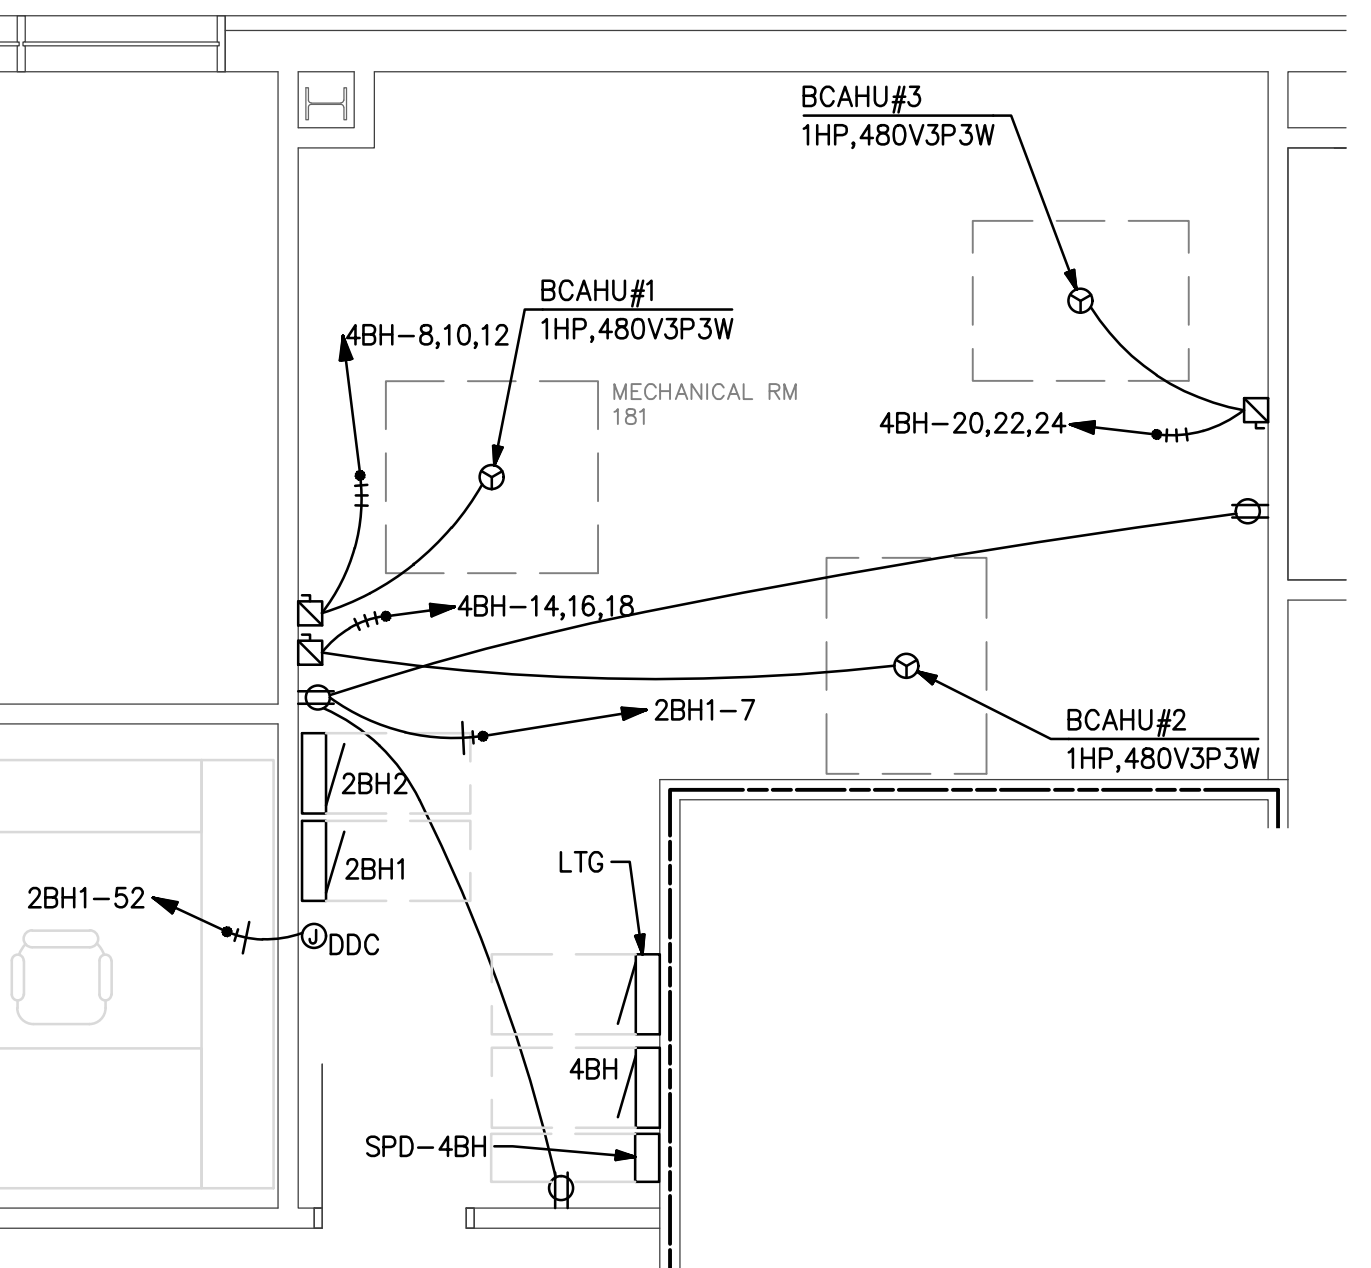 BCAHU#3
1HP,480V3P3W
BCAHU#1
1HP,480V3P3W
4BH-8,10,12
MECHANICAL RM
181
4BH-20,22,24
4BH-14,16,18
2BH1-7
BCAHU#2
1HP,480V3P3W
2BH2
2BH1
LTG
2BH1-52
J
DDC
4BH
SPD-4BH